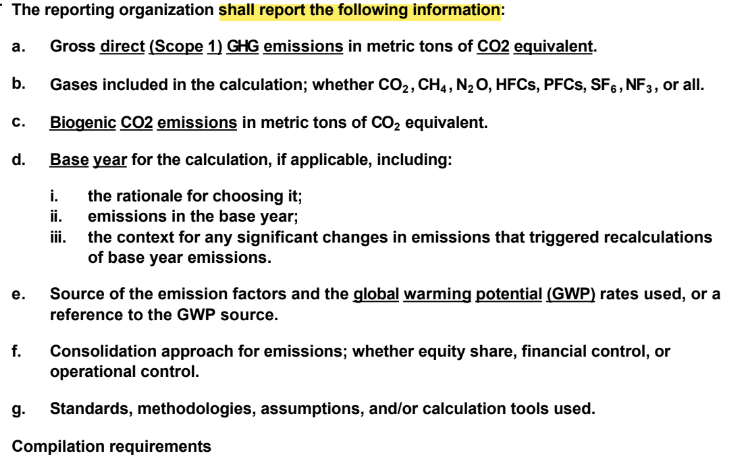 The reporting organization shall report the following information:
a. Gross direct (Scope 1) GHG emissions in metric tons of CO2 equivalent.
b. Gases included in the calculation; whether CO₂, CH₄, N₂O, HFCs, PFCs, SF₆, NF₃, or all.
c. Biogenic CO2 emissions in metric tons of CO₂ equivalent.
d. Base year for the calculation, if applicable, including:
i. the rationale for choosing it;
ii. emissions in the base year;
iii. the context for any significant changes in emissions that triggered recalculations
of base year emissions.
e. Source of the emission factors and the global warming potential (GWP) rates used, or a
reference to the GWP source.
f. Consolidation approach for emissions; whether equity share, financial control, or
operational control.
g. Standards, methodologies, assumptions, and/or calculation tools used.
Compilation requirements